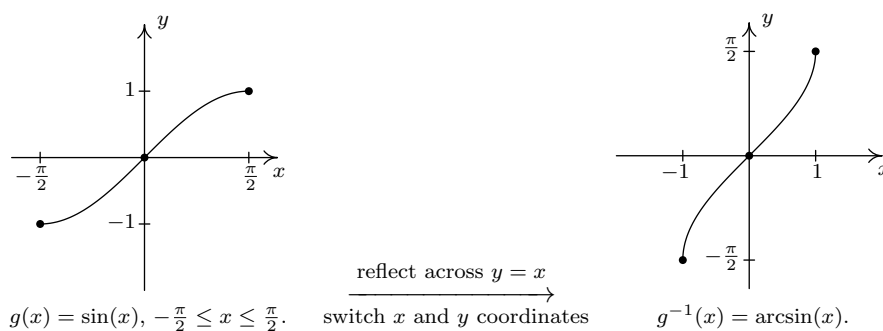 y
1
−π/2
π/2
x
−1
g(x) = sin(x), −π/2 ≤ x ≤ π/2.
reflect across y = x
switch x and y coordinates
y
π/2
−1
1
x
−π/2
g⁻¹(x) = arcsin(x).